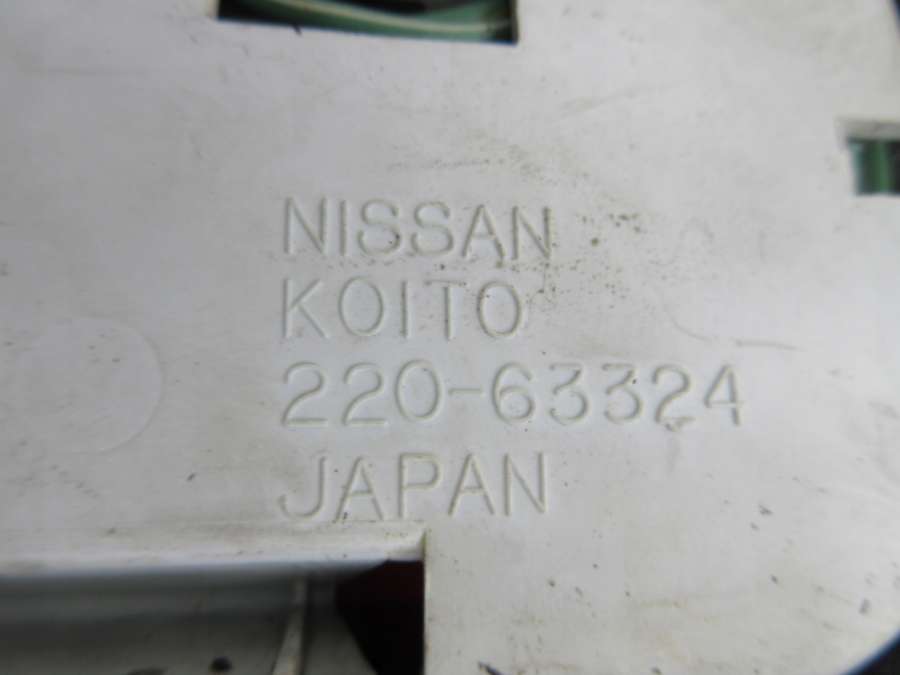 NISSAN
KOITO
220-63324
JAPAN